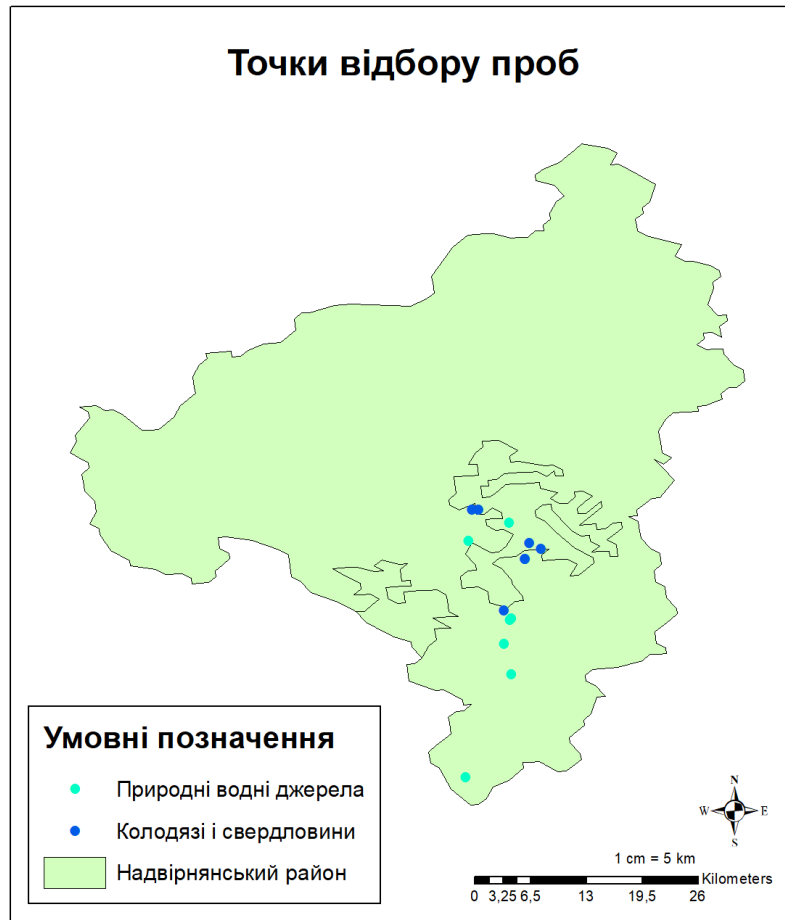 Точки відбору проб
Умовні позначення
Природні водні джерела
Колодязі і свердловини
Надвірнянський район
N
W E
S
1 cm = 5 km
Kilometers
0 3,25 6,5 13 19,5 26